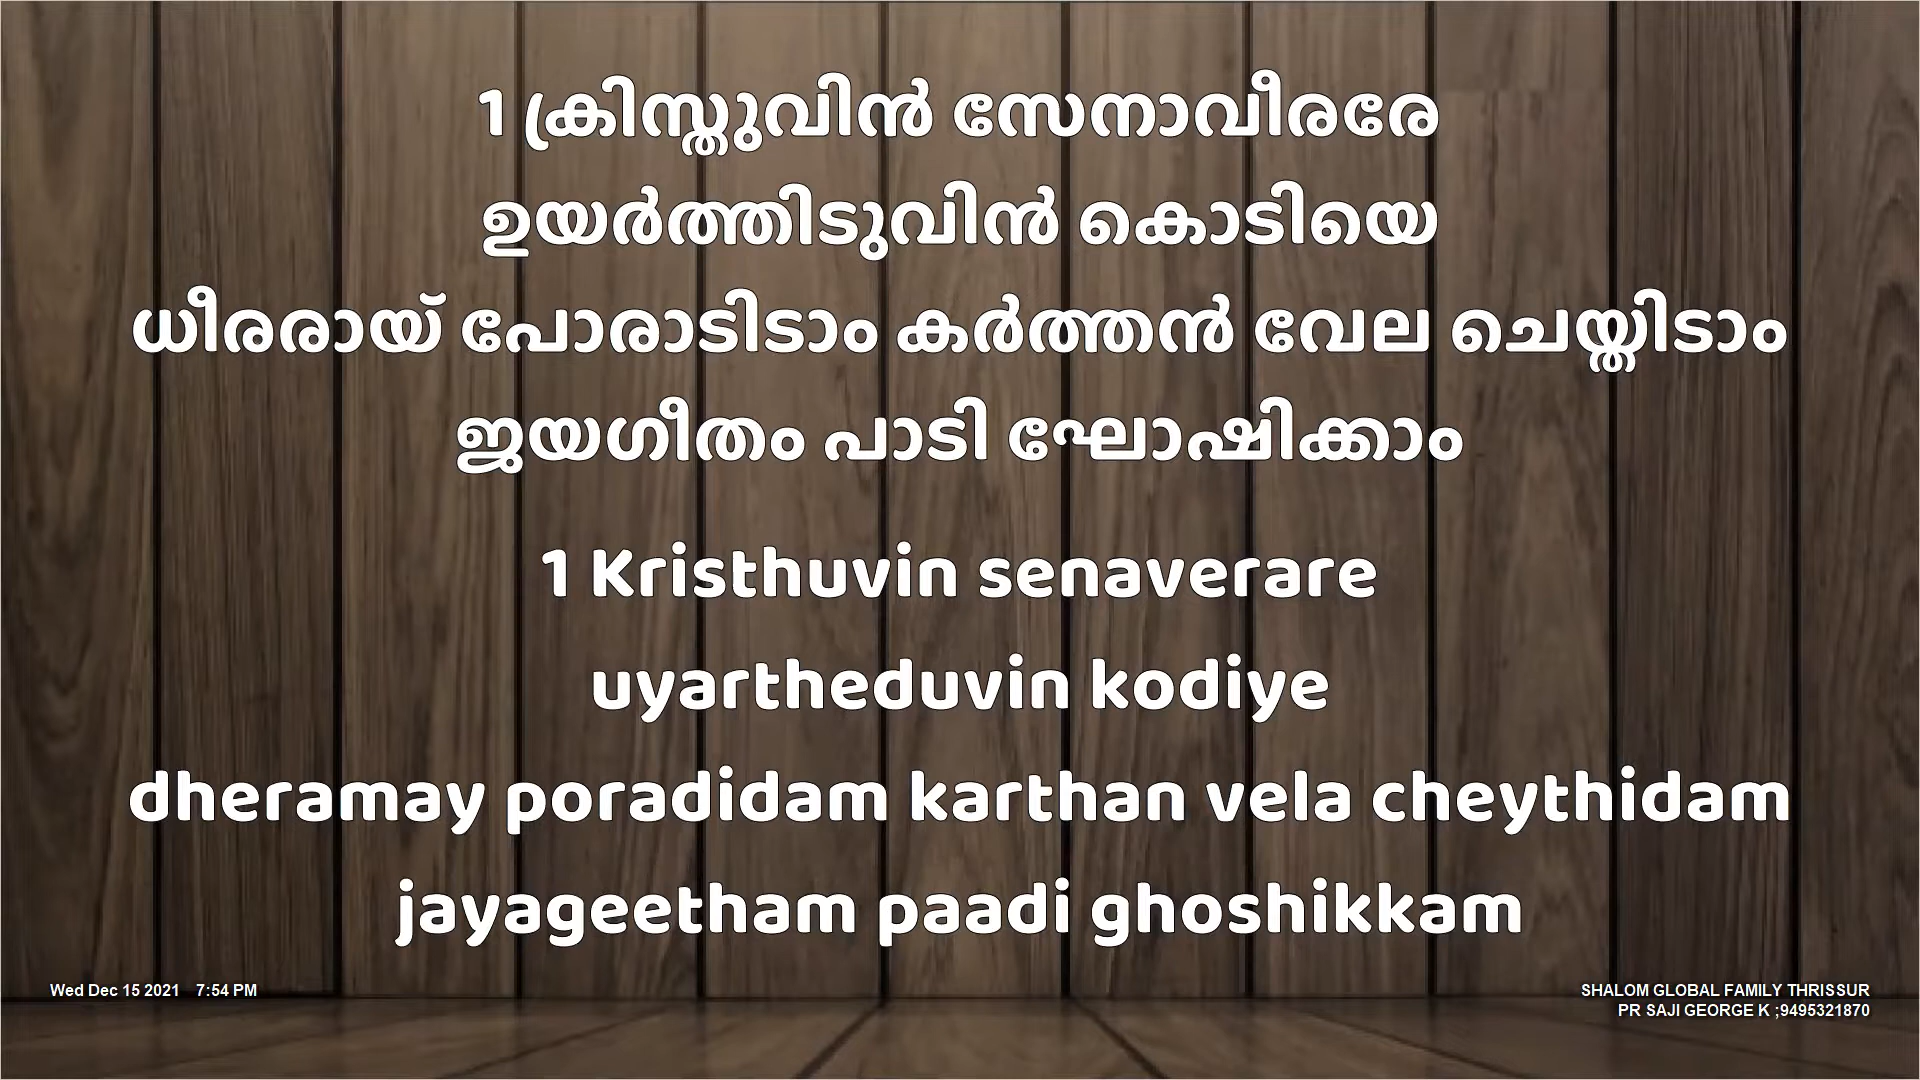 1 ക്രിസ്തുവിൻ സേനാവീരരേ
ഉയർത്തിടുവിൻ കൊടിയെ
ധീരരായ് പോരാടിടാം കർത്തൻ വേല ചെയ്തിടാം
ജയഗീതം പാടി ഘോഷിക്കാം
1 Kristhuvin senaverare
uyartheduvin kodiye
dheramay poradidam karthan vela cheythidam
jayageetham paadi ghoshikkam
Wed Dec 15 2021 7:54 PM
SHALOM GLOBAL FAMILY THRISSUR
PR SAJI GEORGE K ;9495321870